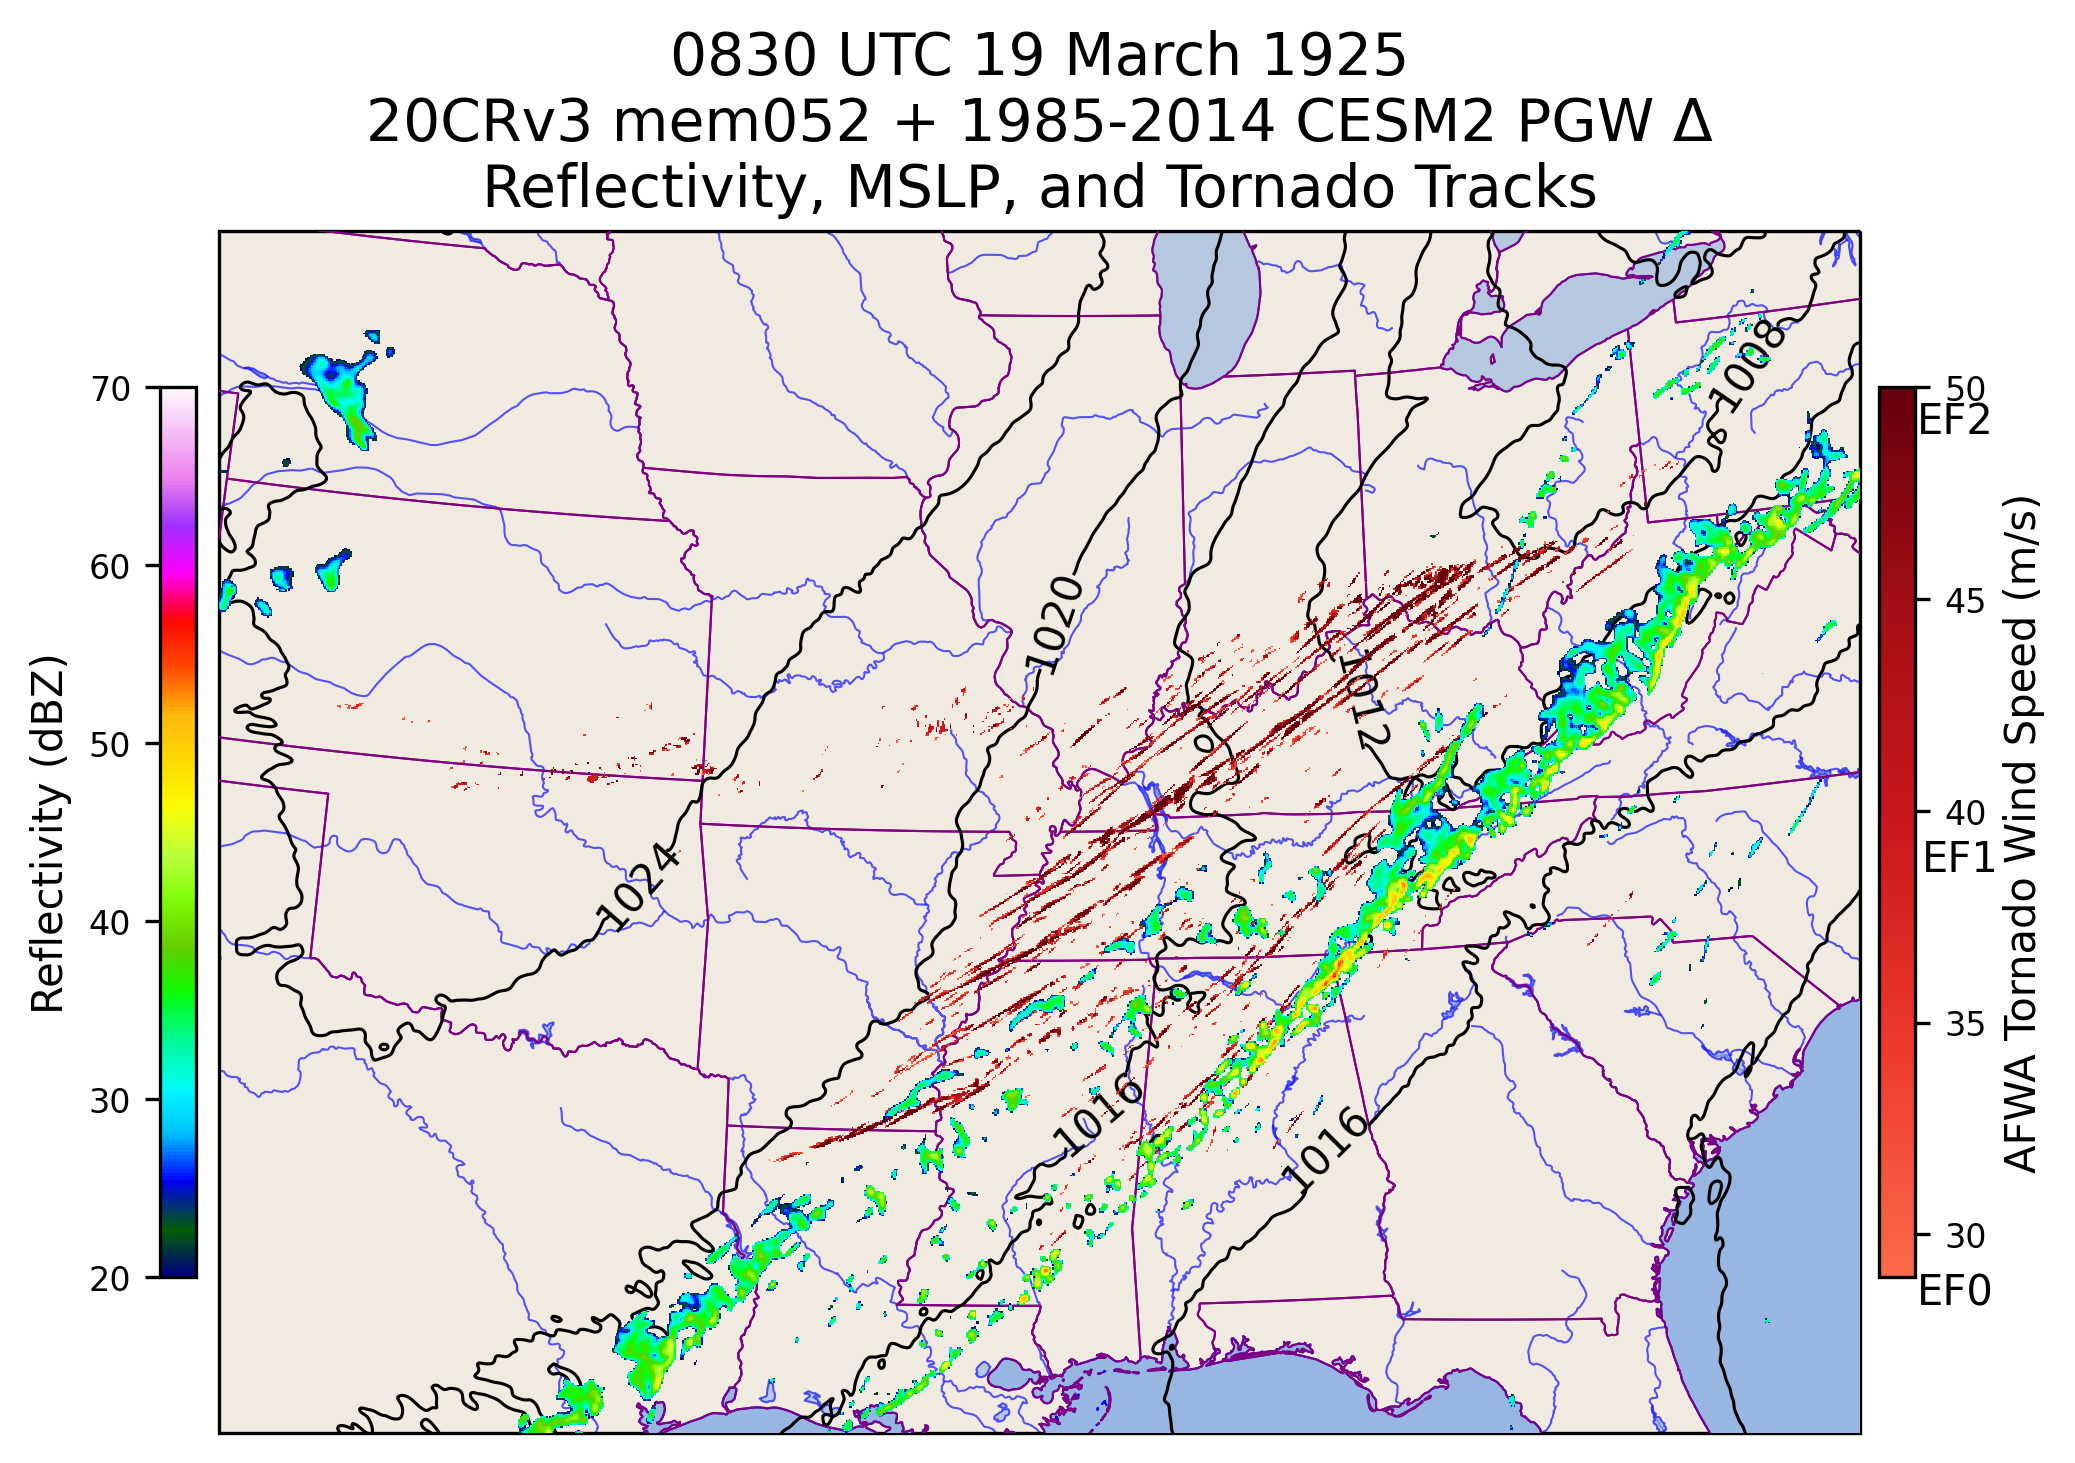 0830 UTC 19 March 1925
20CRv3 mem052 + 1985-2014 CESM2 PGW Δ
Reflectivity, MSLP, and Tornado Tracks
70
60
50
40
30
20
Reflectivity (dBZ)
1008
1020
1012
1024
1016
1016
50
EF2
45
40
EF1
35
30
EF0
AFWA Tornado Wind Speed (m/s)